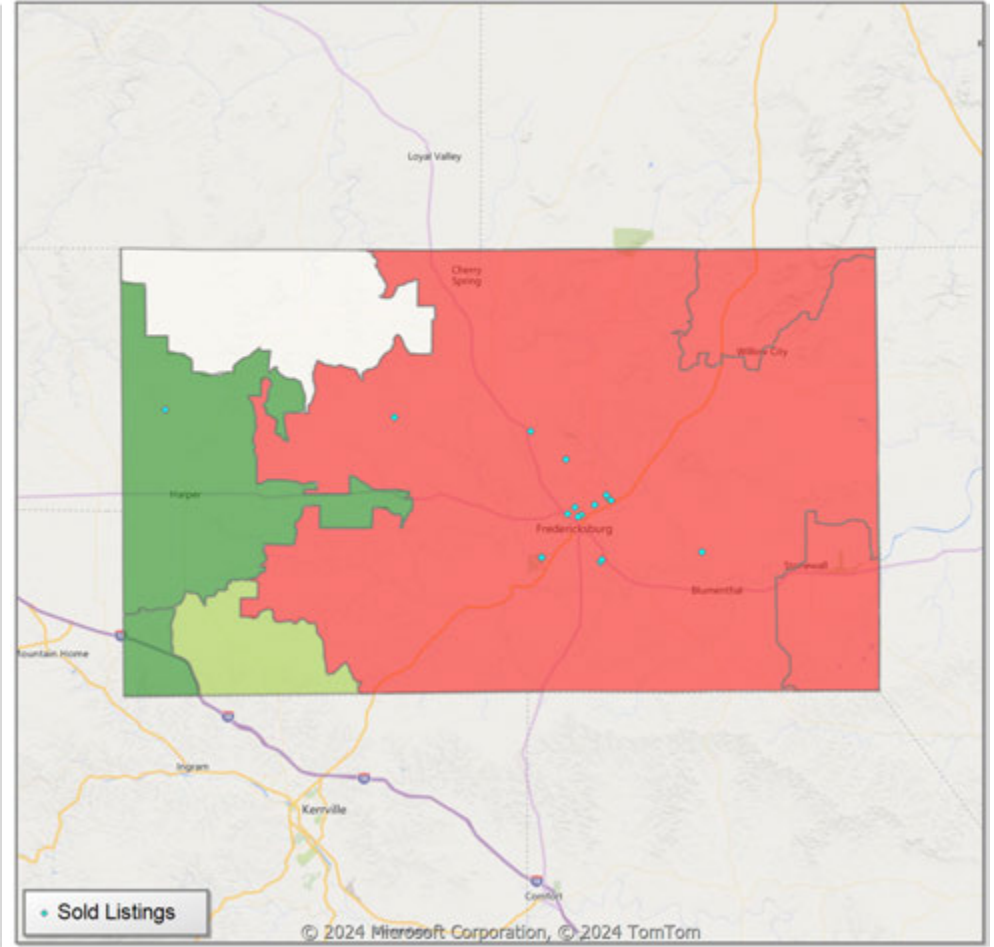 Loyal Valley
Cherry
Spring
Willow City
Harper
Fredericksburg
Stonewall
Blumenthal
Mountain Home
Ingram
Kerrville
Comfort
Sold Listings
© 2024 Microsoft Corporation, © 2024 TomTom